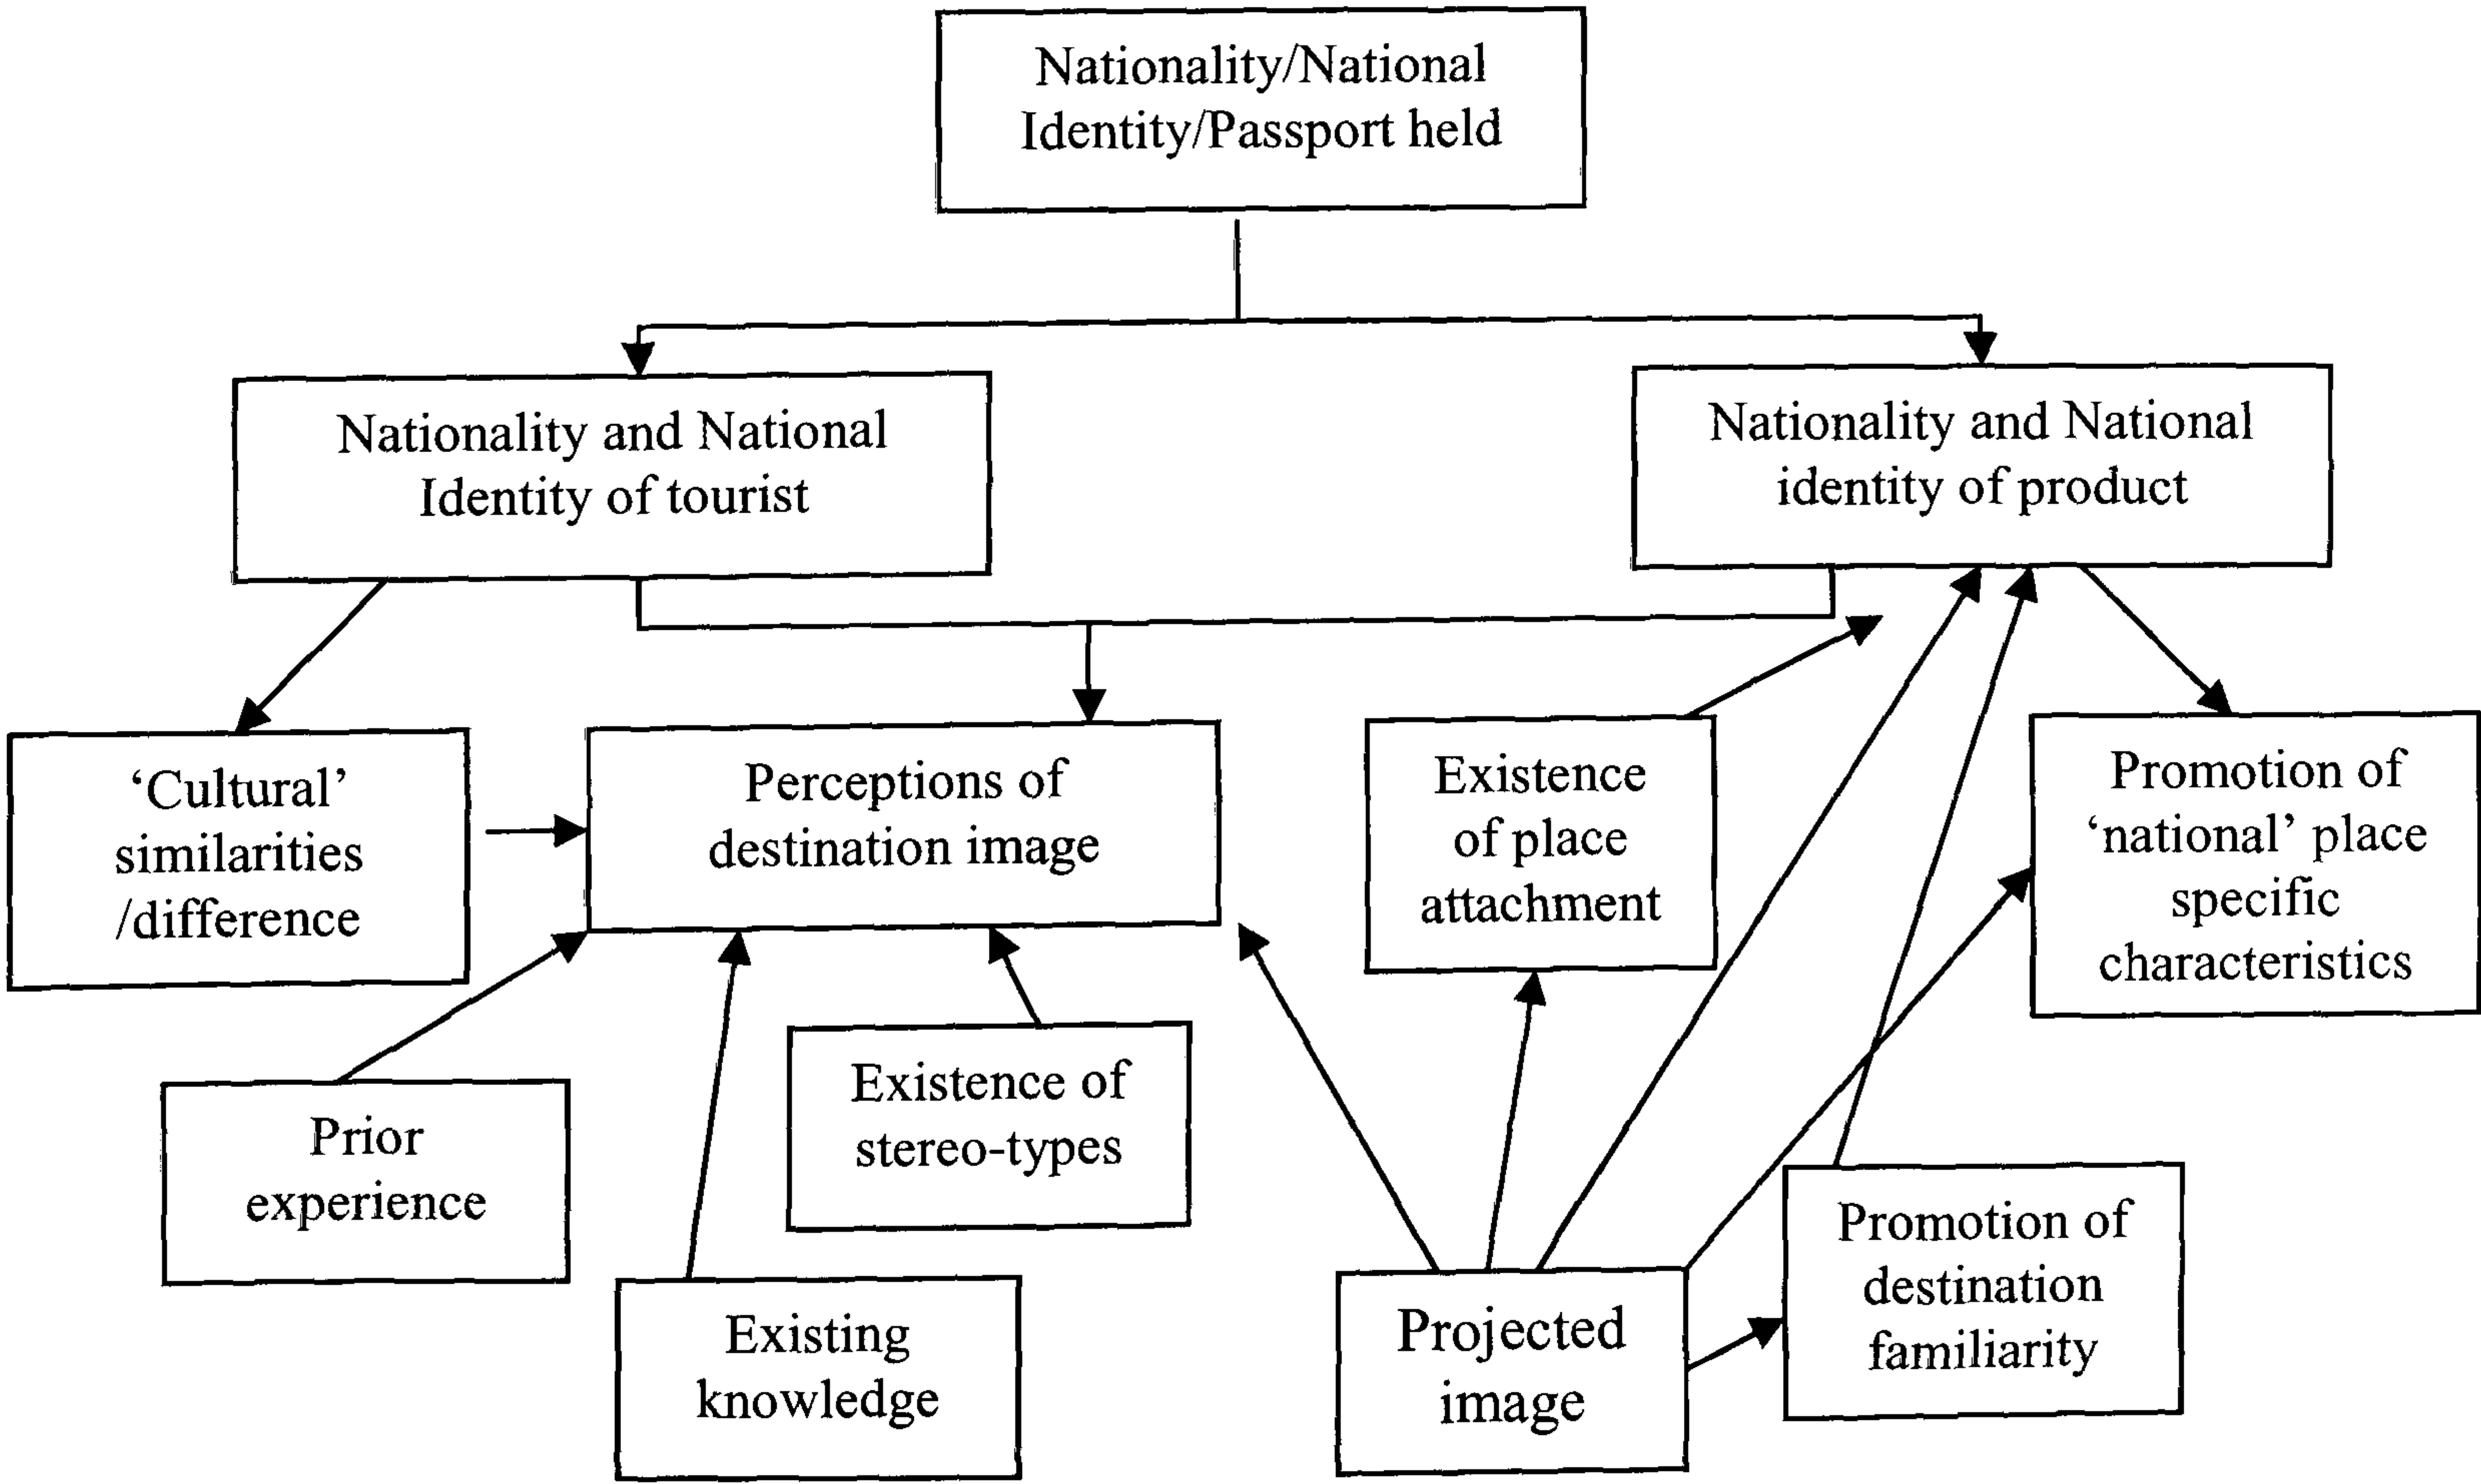 Nationality/National
Identity/Passport held
Nationality and National
Identity of tourist
Nationality and National
identity of product
‘Cultural’
similarities
/difference
Perceptions of
destination image
Existence
of place
attachment
Promotion of
‘national’ place
specific
characteristics
Prior
experience
Existence of
stereo-types
Existing
knowledge
Projected
image
Promotion of
destination
familiarity